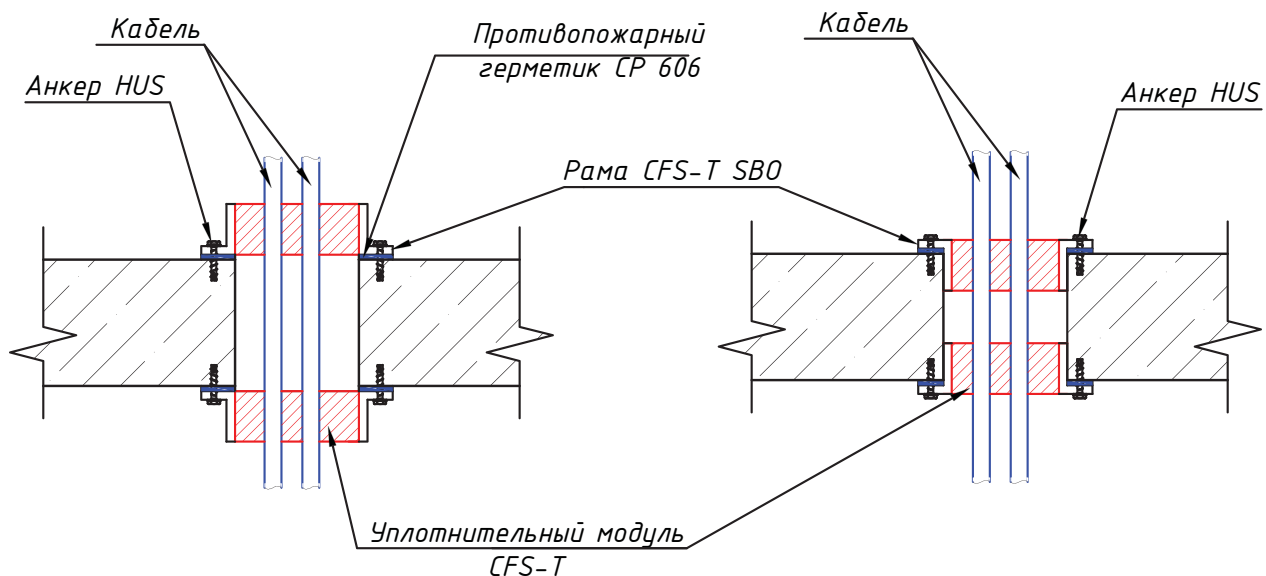 Кабель
Противопожарный
герметик CP 606
Анкер HUS
Кабель
Анкер HUS
Рама CFS-T SBO
Уплотнительный модуль
CFS-T